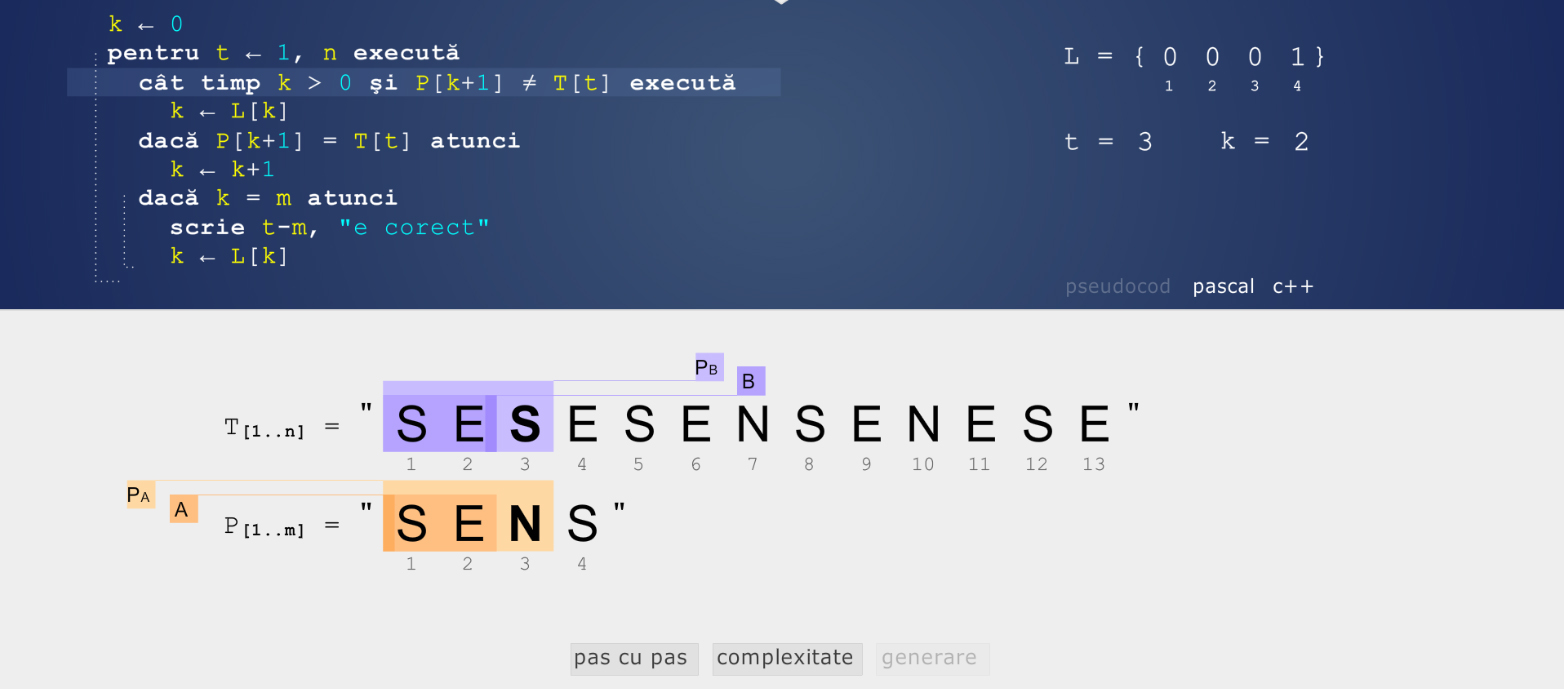 k ← 0
pentru t ← 1, n execută
cât timp k > 0 şi P[k+1] ≠ T[t] execută
k ← L[k]
dacă P[k+1] = T[t] atunci
k ← k+1
dacă k = m atunci
scrie t-m, "e corect"
k ← L[k]
L = { 0 0 0 1 }
1 2 3 4
t = 3 k = 2
pseudocod pascal c++
PB
B
T[1..n] = " S E S E S E N S E N E S E "
1 2 3 4 5 6 7 8 9 10 11 12 13
PA
A
P[1..m] = " S E N S "
1 2 3 4
pas cu pas complexitate generare